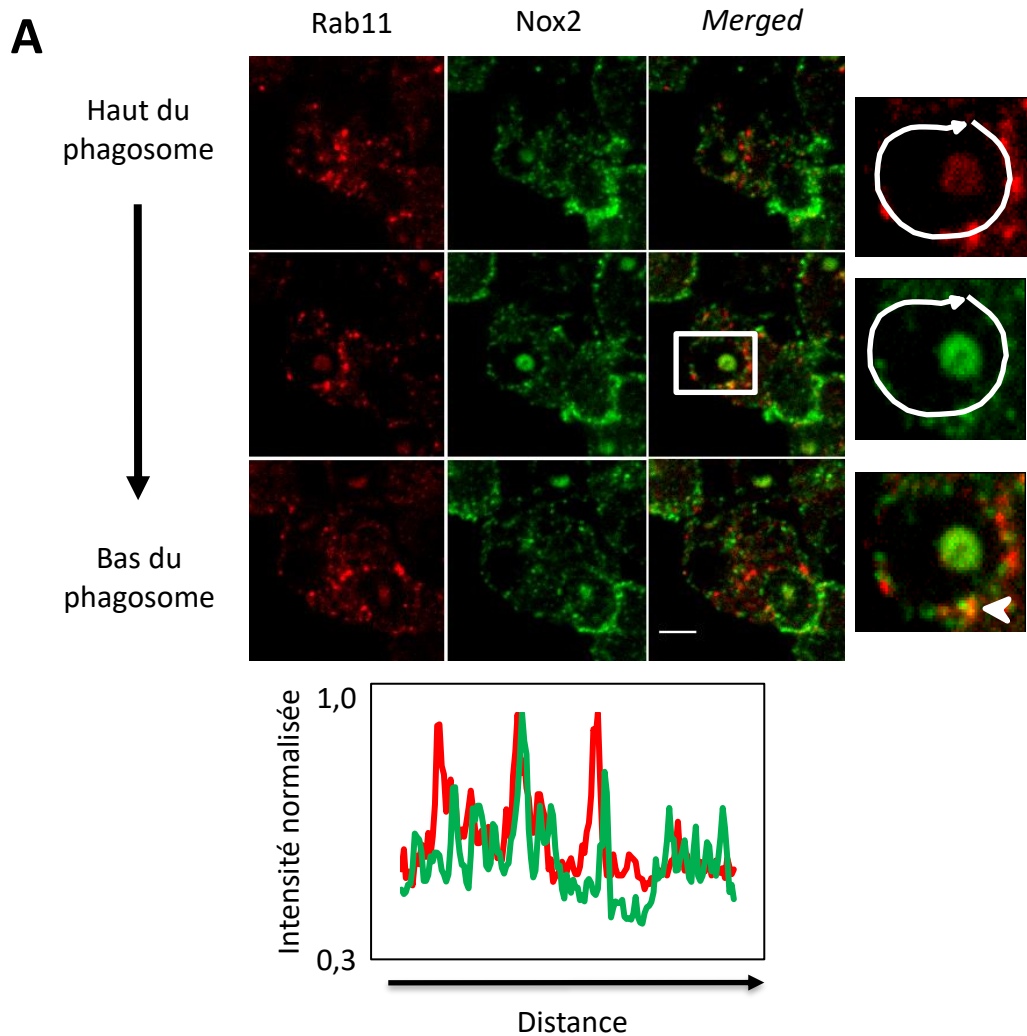 A
Rab11
Nox2
Merged
Haut du
phagosome
Bas du
phagosome
Intensité normalisée
1,0
0,3
Distance